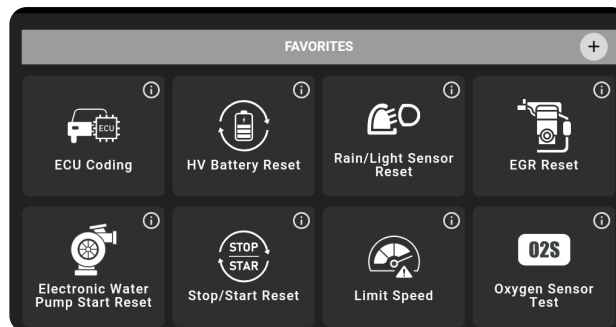 FAVORITES
ECU
ECU Coding
HV Battery Reset
Rain/Light Sensor
Reset
EGR Reset
STOP
STAR
O2S
Electronic Water
Pump Start Reset
Stop/Start Reset
Limit Speed
Oxygen Sensor
Test